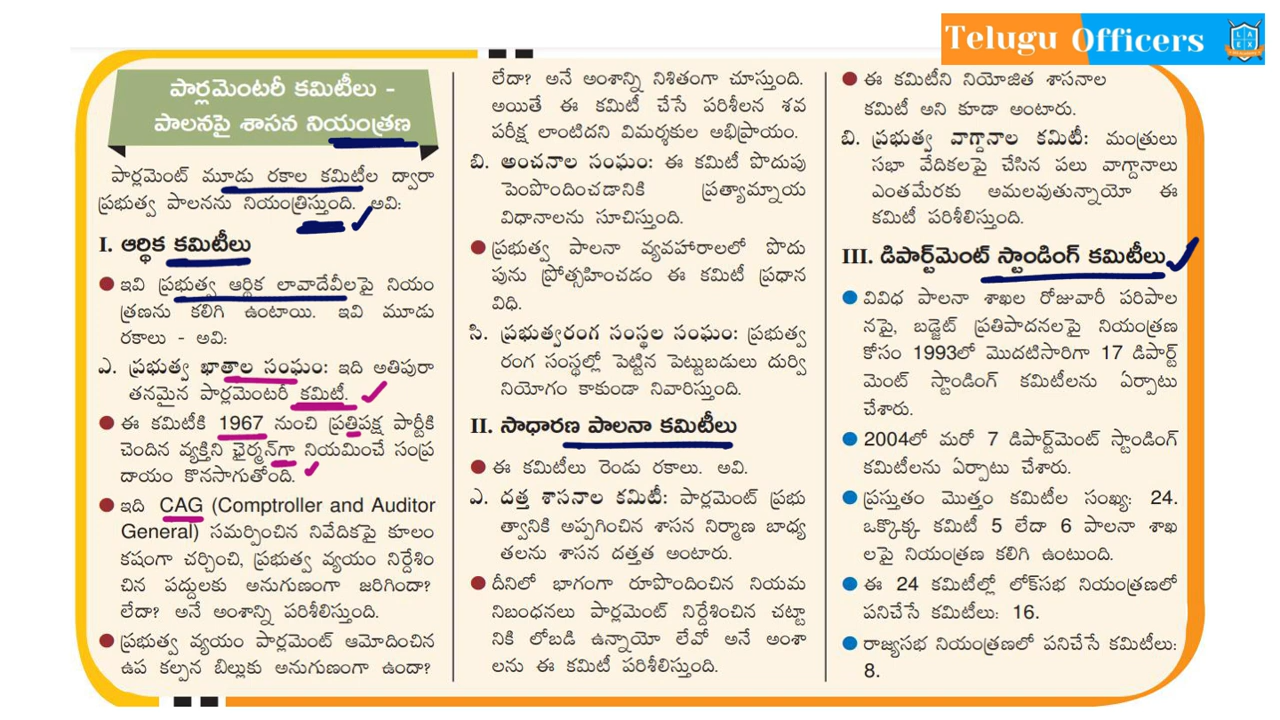 Telugu Officers
పార్లమెంటరీ కమిటీలు -
పాలనపై శాసన నియంత్రణ
పార్లమెంట్ మూడు రకాల కమిటీల ద్వారా
ప్రభుత్వ పాలనను నియంత్రిస్తుంది. అవి:
I. ఆర్థిక కమిటీలు
● ఇవి ప్రభుత్వ ఆర్థిక లావాదేవీలపై నియం
త్రణను కలిగి ఉంటాయి. ఇవి మూడు
రకాలు - అవి:
ఎ. ప్రభుత్వ ఖాతాల సంఘం: ఇది అతిపురా
తనమైన పార్లమెంటరీ కమిటీ.
● ఈ కమిటీకి 1967 నుంచి ప్రతిపక్ష పార్టీకి
చెందిన వ్యక్తిని ఛైర్మన్‌గా నియమించే సంప్ర
దాయం కొనసాగుతోంది.
● ఇది CAG (Comptroller and Auditor
General) సమర్పించిన నివేదికపై కూలం
కషంగా చర్చించి, ప్రభుత్వ వ్యయం నిర్దేశిం
చిన పద్దులకు అనుగుణంగా జరిగిందా?
లేదా? అనే అంశాన్ని పరిశీలిస్తుంది.
● ప్రభుత్వ వ్యయం పార్లమెంట్ ఆమోదించిన
ఉప కల్పన బిల్లుకు అనుగుణంగా ఉందా?
లేదా? అనే అంశాన్ని నిశితంగా చూస్తుంది.
అయితే ఈ కమిటీ చేసే పరిశీలన శవ
పరీక్ష లాంటిదని విమర్శకుల అభిప్రాయం.
బి. అంచనాల సంఘం: ఈ కమిటీ పొదుపు
పెంపొందించడానికి ప్రత్యామ్నాయ
విధానాలను సూచిస్తుంది.
● ప్రభుత్వ పాలనా వ్యవహారాలలో పొదు
పును ప్రోత్సహించడం ఈ కమిటీ ప్రధాన
విధి.
సి. ప్రభుత్వరంగ సంస్థల సంఘం: ప్రభుత్వ
రంగ సంస్థల్లో పెట్టిన పెట్టుబడులు దుర్వి
నియోగం కాకుండా నివారిస్తుంది.
II. సాధారణ పాలనా కమిటీలు
● ఈ కమిటీలు రెండు రకాలు. అవి.
ఎ. దత్త శాసనాల కమిటీ: పార్లమెంట్ ప్రభు
త్వానికి అప్పగించిన శాసన నిర్మాణ బాధ్య
తలను శాసన దత్తత అంటారు.
● దీనిలో భాగంగా రూపొందించిన నియమ
నిబంధనలు పార్లమెంట్ నిర్దేశించిన చట్టా
నికి లోబడి ఉన్నాయో లేవో అనే అంశా
లను ఈ కమిటీ పరిశీలిస్తుంది.
● ఈ కమిటీని నియోజిత శాసనాల
కమిటీ అని కూడా అంటారు.
బి. ప్రభుత్వ వాగ్దానాల కమిటీ: మంత్రులు
సభా వేదికలపై చేసిన పలు వాగ్దానాలు
ఎంతమేరకు అమలవుతున్నాయో ఈ
కమిటీ పరిశీలిస్తుంది.
III. డిపార్ట్‌మెంట్ స్టాండింగ్ కమిటీలు
● వివిధ పాలనా శాఖల రోజువారీ పరిపాల
నపై, బడ్జెట్ ప్రతిపాదనలపై నియంత్రణ
కోసం 1993లో మొదటిసారిగా 17 డిపార్ట్
మెంట్ స్టాండింగ్ కమిటీలను ఏర్పాటు
చేశారు.
● 2004లో మరో 7 డిపార్ట్‌మెంట్ స్టాండింగ్
కమిటీలను ఏర్పాటు చేశారు.
● ప్రస్తుతం మొత్తం కమిటీల సంఖ్య: 24.
ఒక్కొక్క కమిటీ 5 లేదా 6 పాలనా శాఖ
లపై నియంత్రణ కలిగి ఉంటుంది.
● ఈ 24 కమిటీల్లో లోక్‌సభ నియంత్రణలో
పనిచేసే కమిటీలు: 16.
● రాజ్యసభ నియంత్రణలో పనిచేసే కమిటీలు:
8.